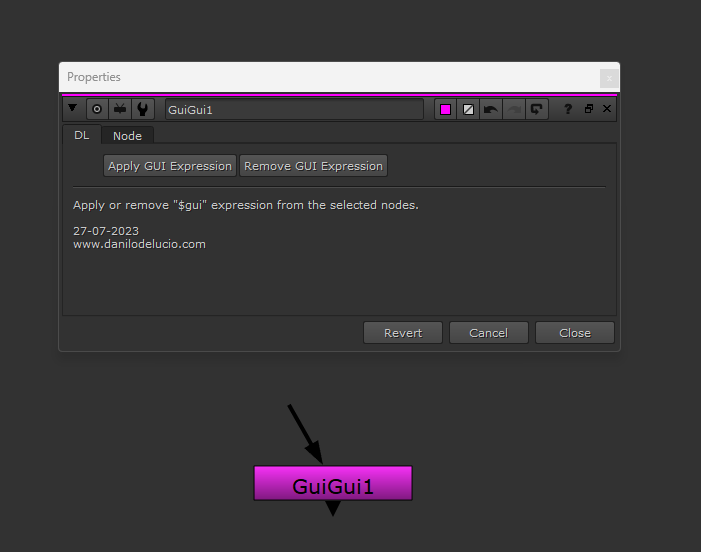 Properties
x
GuiGui1
?
DL
Node
Apply GUI Expression
Remove GUI Expression
Apply or remove "$gui" expression from the selected nodes.
27-07-2023
www.danilodelucio.com
Revert
Cancel
Close
GuiGui1